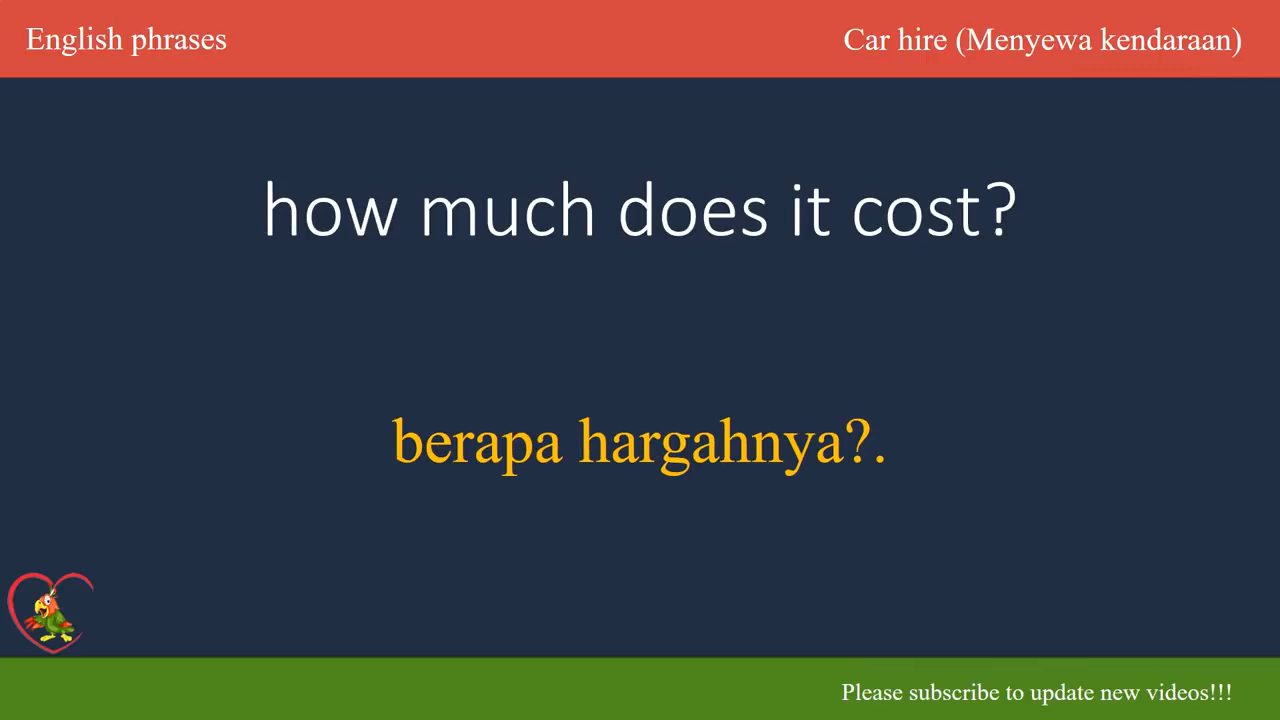 English phrases
Car hire (Menyewa kendaraan)
how much does it cost?
berapa hargahnya?.
Please subscribe to update new videos!!!